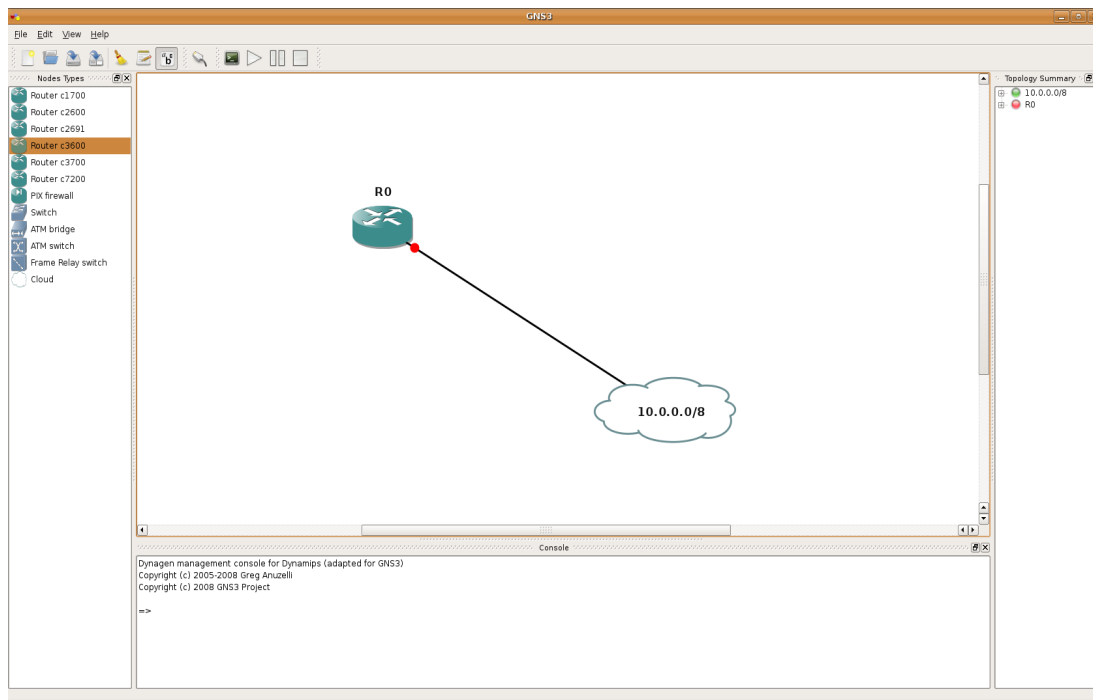 GNS3
File Edit View Help
Nodes Types
Router c1700
Router c2600
Router c2691
Router c3600
Router c3700
Router c7200
PIX firewall
Switch
ATM bridge
ATM switch
Frame Relay switch
Cloud
R0
10.0.0.0/8
Topology Summary
10.0.0.0/8
R0
Console
Dynagen management console for Dynamips (adapted for GNS3)
Copyright (c) 2005-2008 Greg Anuzelli
Copyright (c) 2008 GNS3 Project
=>